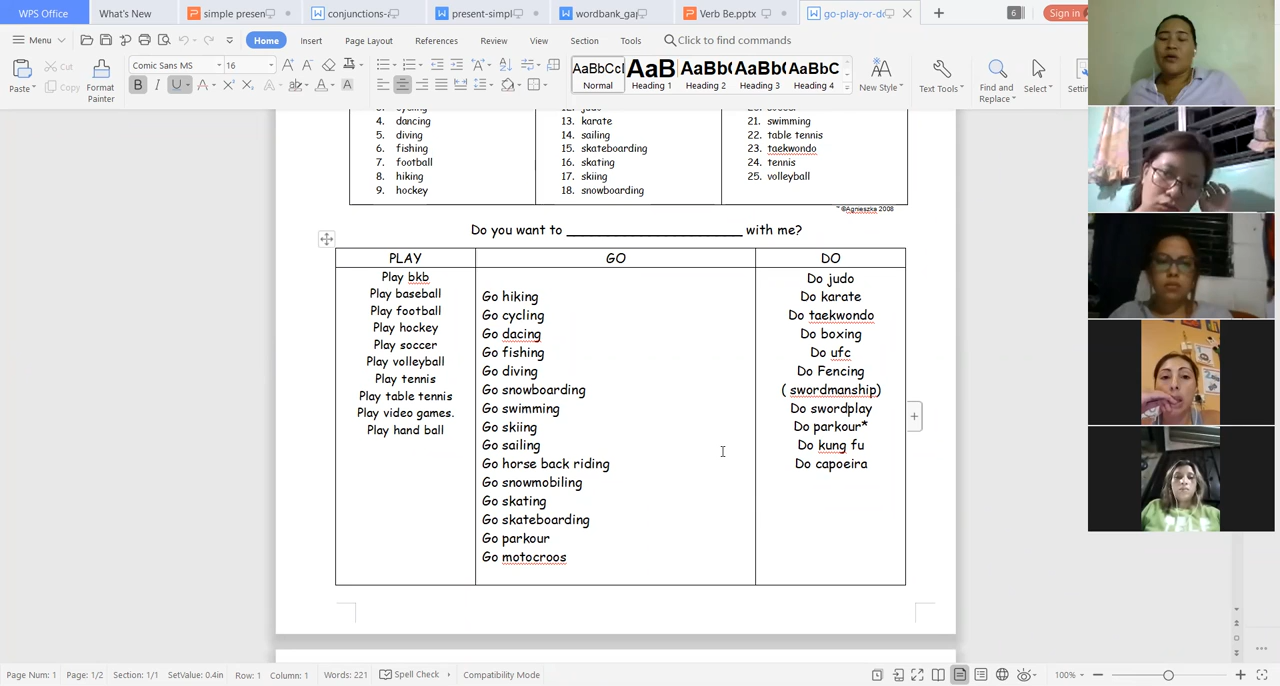 WPS Office What's New simple presen conjunctions- present-simpl wordbank_gap Verb Be.pptx go-play-or-do + 6 Sign in
Menu Home Insert Page Layout References Review View Section Tools Click to find commands
Paste Cut Copy Format Painter Comic Sans MS 16 AaBbCcI AaB AaBb( AaBb( AaBbC
Normal Heading 1 Heading 2 Heading 3 Heading 4 New Style Text Tools Find and Replace Select
4. dancing 13. karate 21. swimming
5. diving 14. sailing 22. table tennis
6. fishing 15. skateboarding 23. taekwondo
7. football 16. skating 24. tennis
8. hiking 17. skiing 25. volleyball
9. hockey 18. snowboarding
©Agnieszka 2008
Do you want to ______________________ with me?
PLAY GO DO
Play bkb
Play baseball
Play football
Play hockey
Play soccer
Play volleyball
Play tennis
Play table tennis
Play video games.
Play hand ball
Go hiking
Go cycling
Go dacing
Go fishing
Go diving
Go snowboarding
Go swimming
Go skiing
Go sailing
Go horse back riding
Go snowmobiling
Go skating
Go skateboarding
Go parkour
Go motocroos
Do judo
Do karate
Do taekwondo
Do boxing
Do ufc
Do Fencing
( swordmanship)
Do swordplay
Do parkour*
Do kung fu
Do capoeira
Page Num: 1 Page: 1/2 Section: 1/1 SetValue: 0.4in Row: 1 Column: 1 Words: 221 Spell Check Compatibility Mode 100%